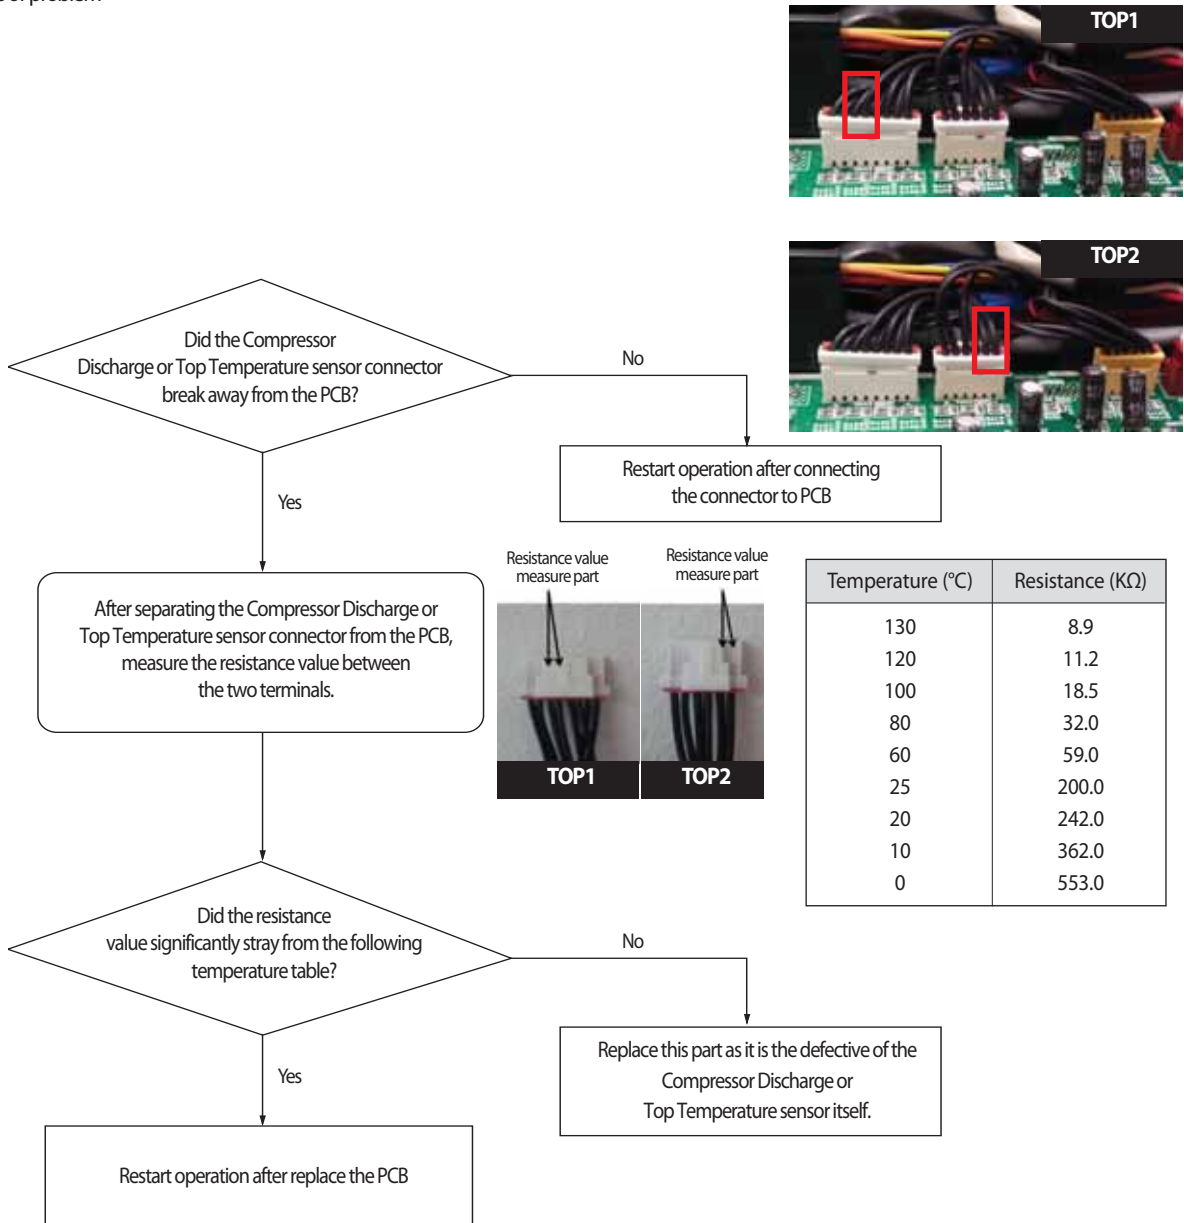 TOP1
TOP2
Did the Compressor
Discharge or Top Temperature sensor connector
break away from the PCB?
No
Restart operation after connecting
the connector to PCB
Yes
After separating the Compressor Discharge or
Top Temperature sensor connector from the PCB,
measure the resistance value between
the two terminals.
Resistance value
measure part
Resistance value
measure part
TOP1
TOP2
Temperature (°C) Resistance (KΩ)
130 8.9
120 11.2
100 18.5
80 32.0
60 59.0
25 200.0
20 242.0
10 362.0
0 553.0
Did the resistance
value significantly stray from the following
temperature table?
No
Replace this part as it is the defective of the
Compressor Discharge or
Top Temperature sensor itself.
Yes
Restart operation after replace the PCB